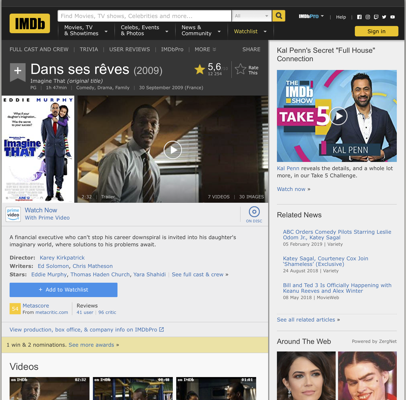 IMDb
Find Movies, TV shows, Celebrities and more...
All
IMDbPro
Help
Movies, TV & Showtimes
Celebs, Events & Photos
News & Community
Watchlist
Sign in
FULL CAST AND CREW | TRIVIA | USER REVIEWS | IMDbPro | MORE
SHARE
Dans ses rêves (2009)
Imagine That (original title)
PG | 1h 47min | Comedy, Drama, Family | 30 September 2009 (France)
5,6
Rate This
EDDIE MURPHY
Imagine THAT
2:32 Trailer
7 VIDEOS | 30 IMAGES
prime video
Watch Now
With Prime Video
ON DISC
A financial executive who can't stop his career downspiral is invited into his daughter's
imaginary world, where solutions to his problems await.
Director: Karey Kirkpatrick
Writers: Ed Solomon, Chris Matheson
Stars: Eddie Murphy, Thomas Haden Church, Yara Shahidi | See full cast & crew »
+ Add to Watchlist
Metascore
From metacritic.com
Reviews
41 user | 96 critic
View production, box office, & company info on IMDbPro
1 win & 2 nominations. See more awards »
Videos
Kal Penn's Secret "Full House"
Connection
THE IMDb SHOW
TAKE 5
KAL PENN
Kal Penn reveals the details, and a whole lot
more, in our Take 5 Challenge.
Watch now »
Related News
ABC Orders Comedy Pilots Starring Leslie
Odom Jr., Katey Sagal
05 February 2019 | Variety
Katey Sagal, Courteney Cox Join
'Shameless' (Exclusive)
24 August 2018 | Variety
Bill and Ted 3 Is Officially Happening with
Keanu Reeves and Alex Winter
08 May 2018 | MovieWeb
See all related articles »
Around The Web
Powered by ZergNet